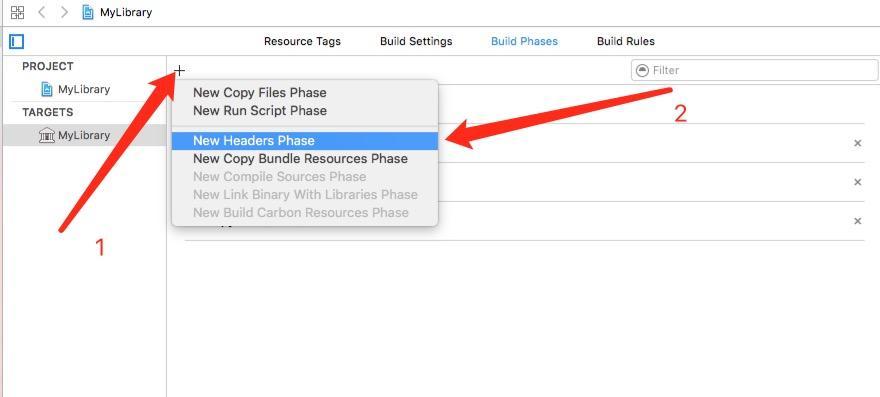 MyLibrary
Resource Tags Build Settings Build Phases Build Rules
PROJECT
MyLibrary
TARGETS
MyLibrary
+
Filter
New Copy Files Phase
New Run Script Phase
New Headers Phase
New Copy Bundle Resources Phase
New Compile Sources Phase
New Link Binary With Libraries Phase
New Build Carbon Resources Phase
1
2